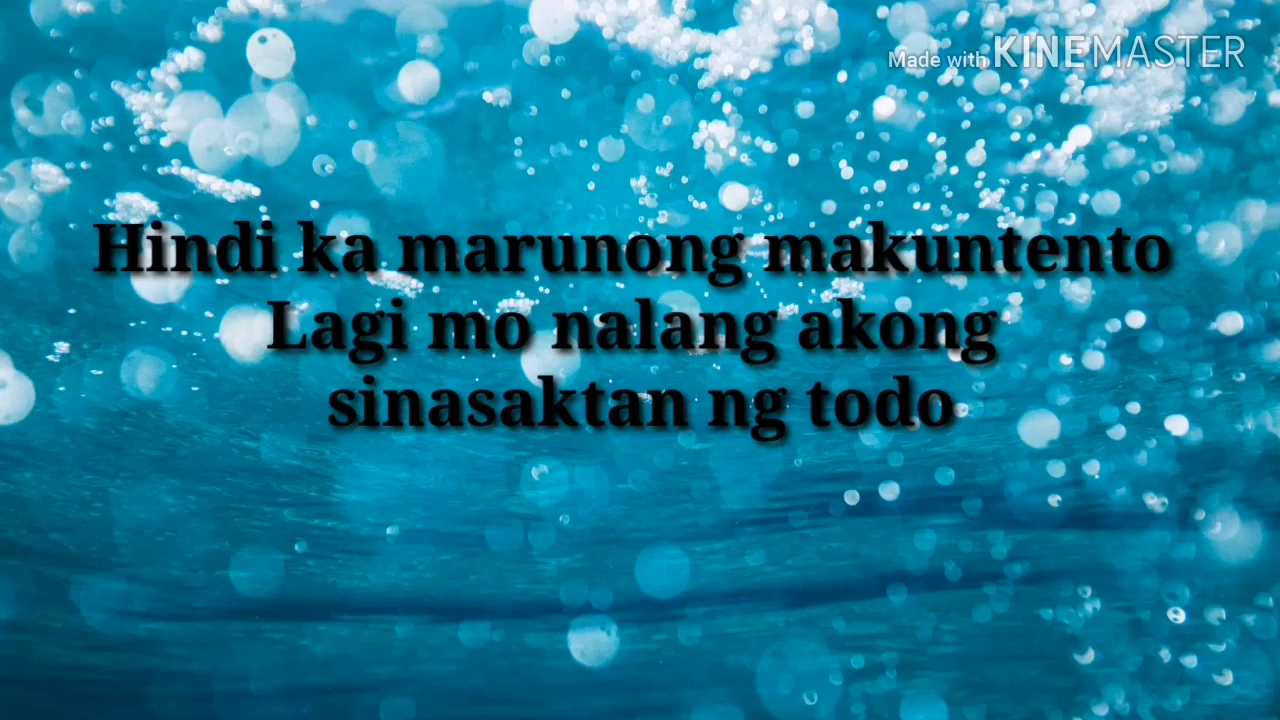 Made with KINEMASTER
Hindi ka marunong makuntento
Lagi mo nalang akong
sinasaktan ng todo